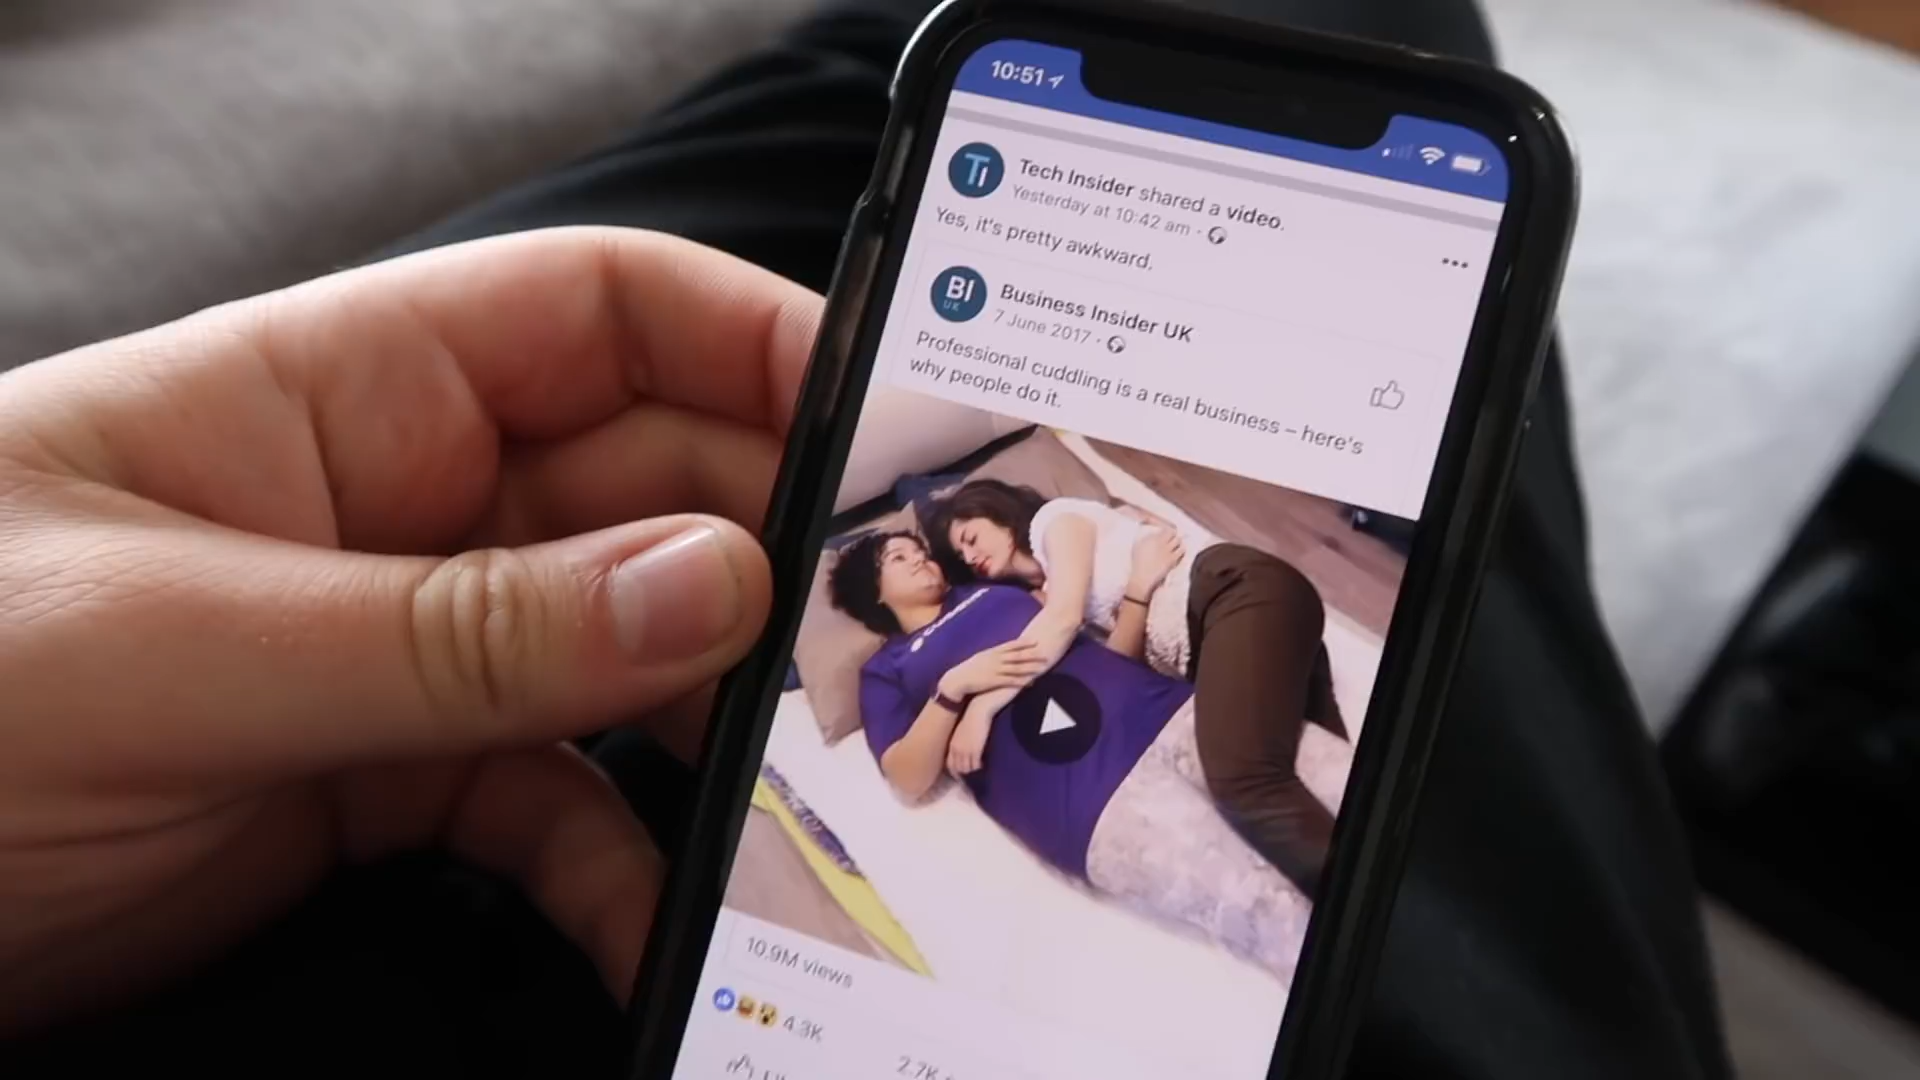 10:51
TI
Tech Insider shared a video.
Yesterday at 10:42 am ·
Yes, it's pretty awkward.
BI
UK
Business Insider UK
7 June 2017 ·
Professional cuddling is a real business – here's
why people do it.
10.9M views
4.3K
2.7K